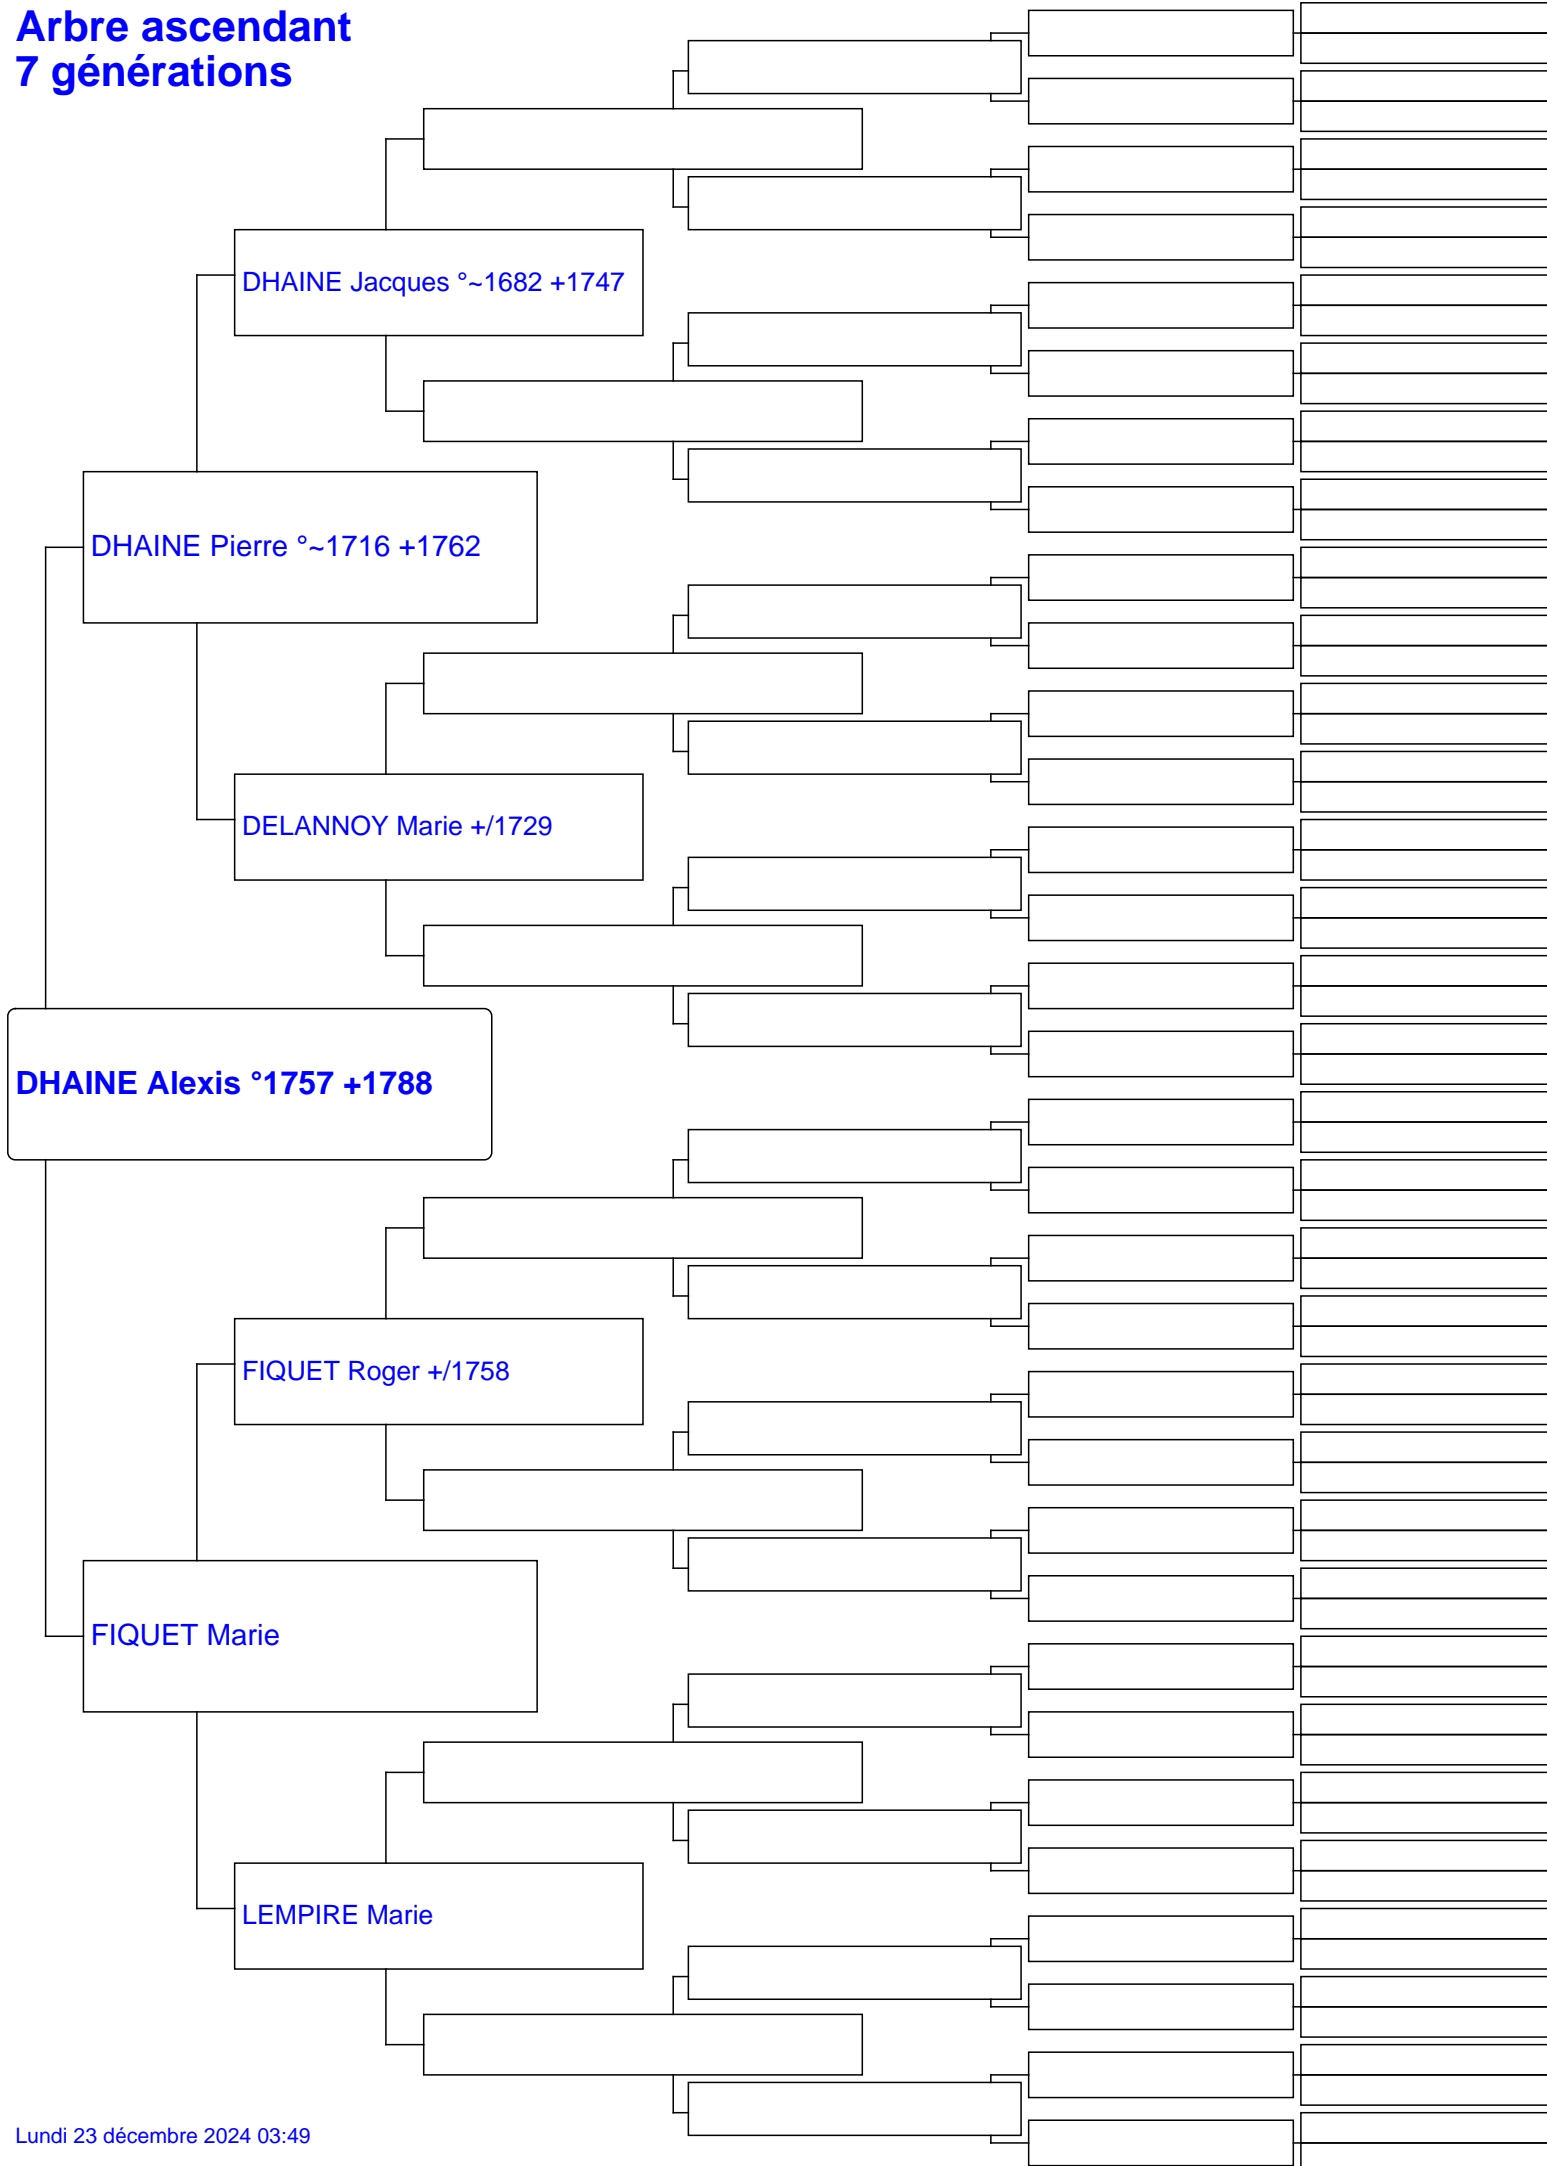 Arbre ascendant
7 générations
DHAINE Jacques °~1682 +1747
DHAINE Pierre °~1716 +1762
DELANNOY Marie +/1729
DHAINE Alexis °1757 +1788
FIQUET Roger +/1758
FIQUET Marie
LEMPIRE Marie
Lundi 23 décembre 2024 03:49